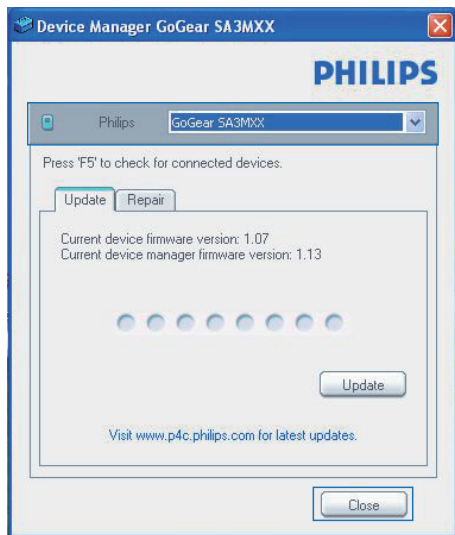 Device Manager GoGear SA3MXX
PHILIPS
Philips GoGear SA3MXX
Press 'F5' to check for connected devices.
Update Repair
Current device firmware version: 1.07
Current device manager firmware version: 1.13
Update
Visit www.p4c.philips.com for latest updates.
Close